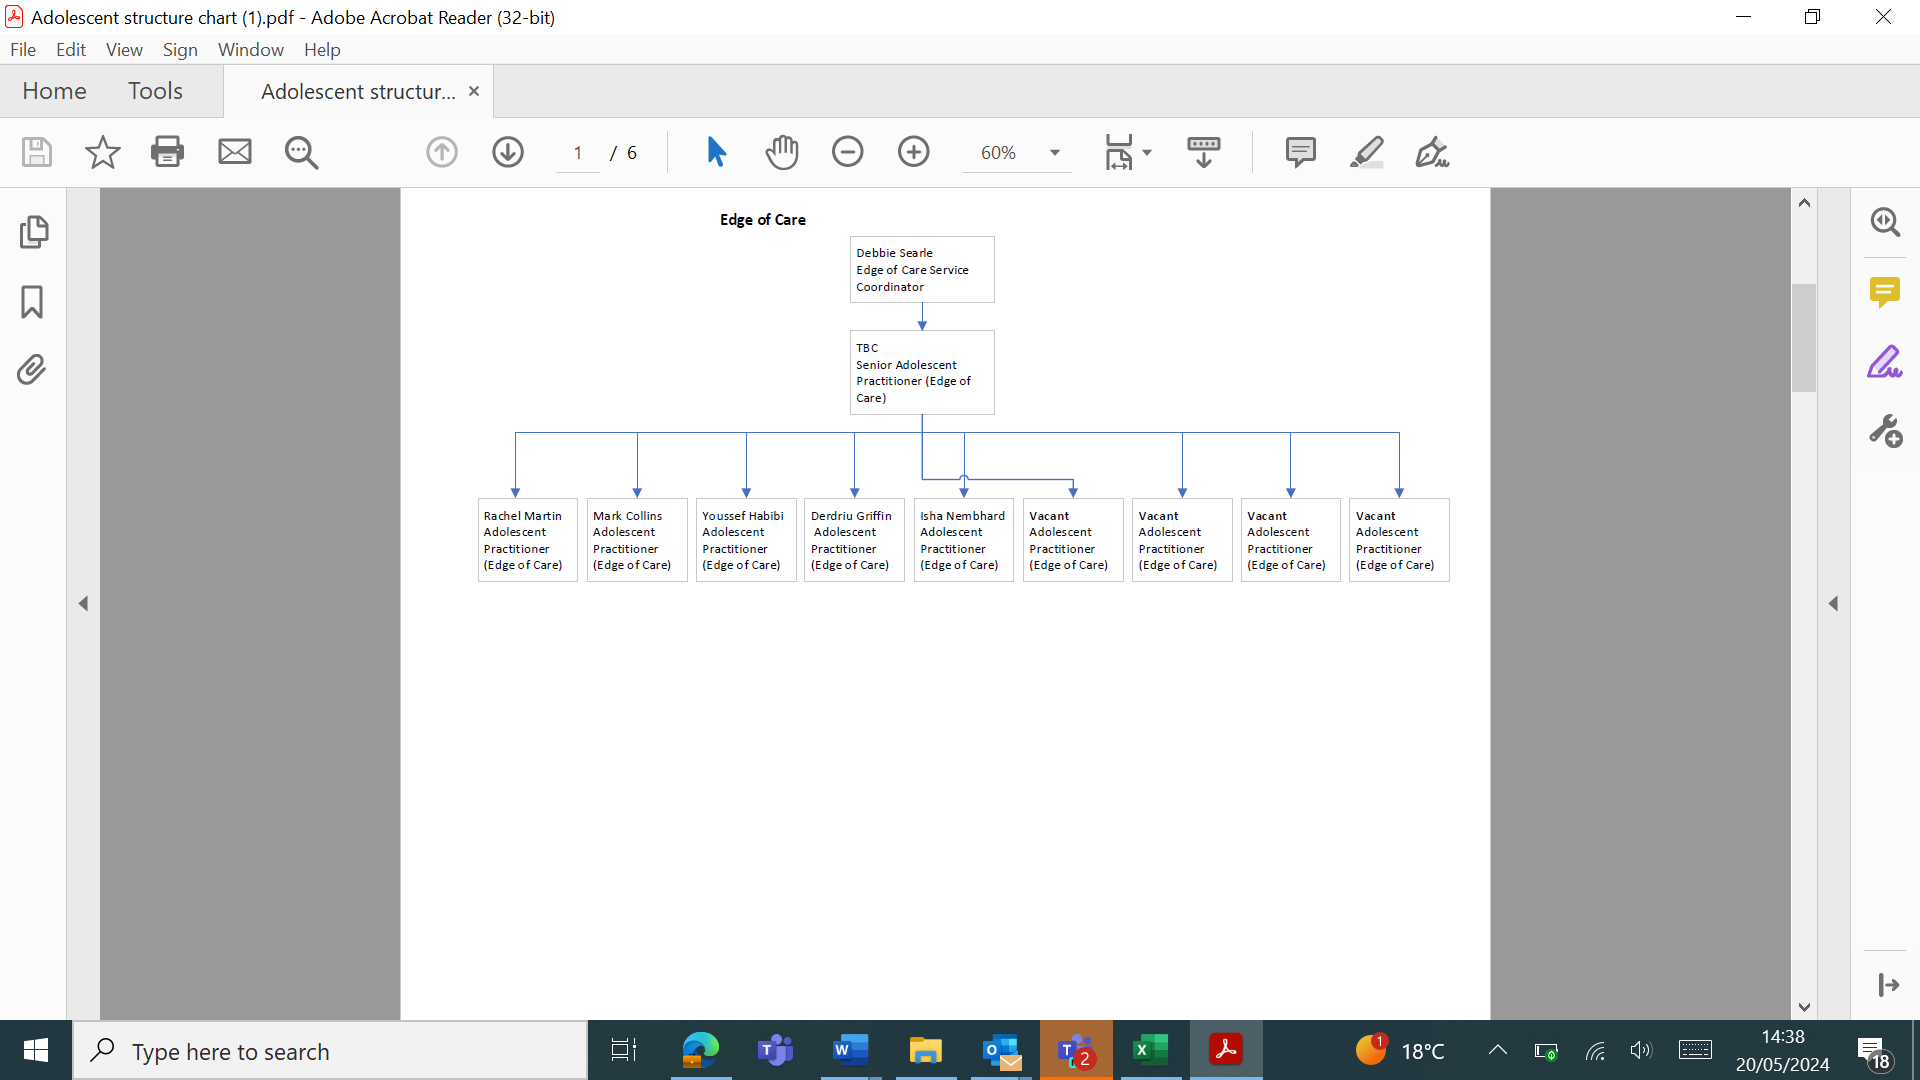 Adolescent structure chart (1).pdf - Adobe Acrobat Reader (32-bit)
File Edit View Sign Window Help
Home Tools Adolescent structur... ×
1 / 6 60%
Edge of Care
Debbie Searle
Edge of Care Service
Coordinator
TBC
Senior Adolescent
Practitioner (Edge of
Care)
Rachel Martin
Adolescent
Practitioner
(Edge of Care)
Mark Collins
Adolescent
Practitioner
(Edge of Care)
Youssef Habibi
Adolescent
Practitioner
(Edge of Care)
Derdriu Griffin
Adolescent
Practitioner
(Edge of Care)
Isha Nembhard
Adolescent
Practitioner
(Edge of Care)
Vacant
Adolescent
Practitioner
(Edge of Care)
Vacant
Adolescent
Practitioner
(Edge of Care)
Vacant
Adolescent
Practitioner
(Edge of Care)
Vacant
Adolescent
Practitioner
(Edge of Care)
Type here to search
T
W
O
T 2
X
1
18°C
14:38
20/05/2024
18